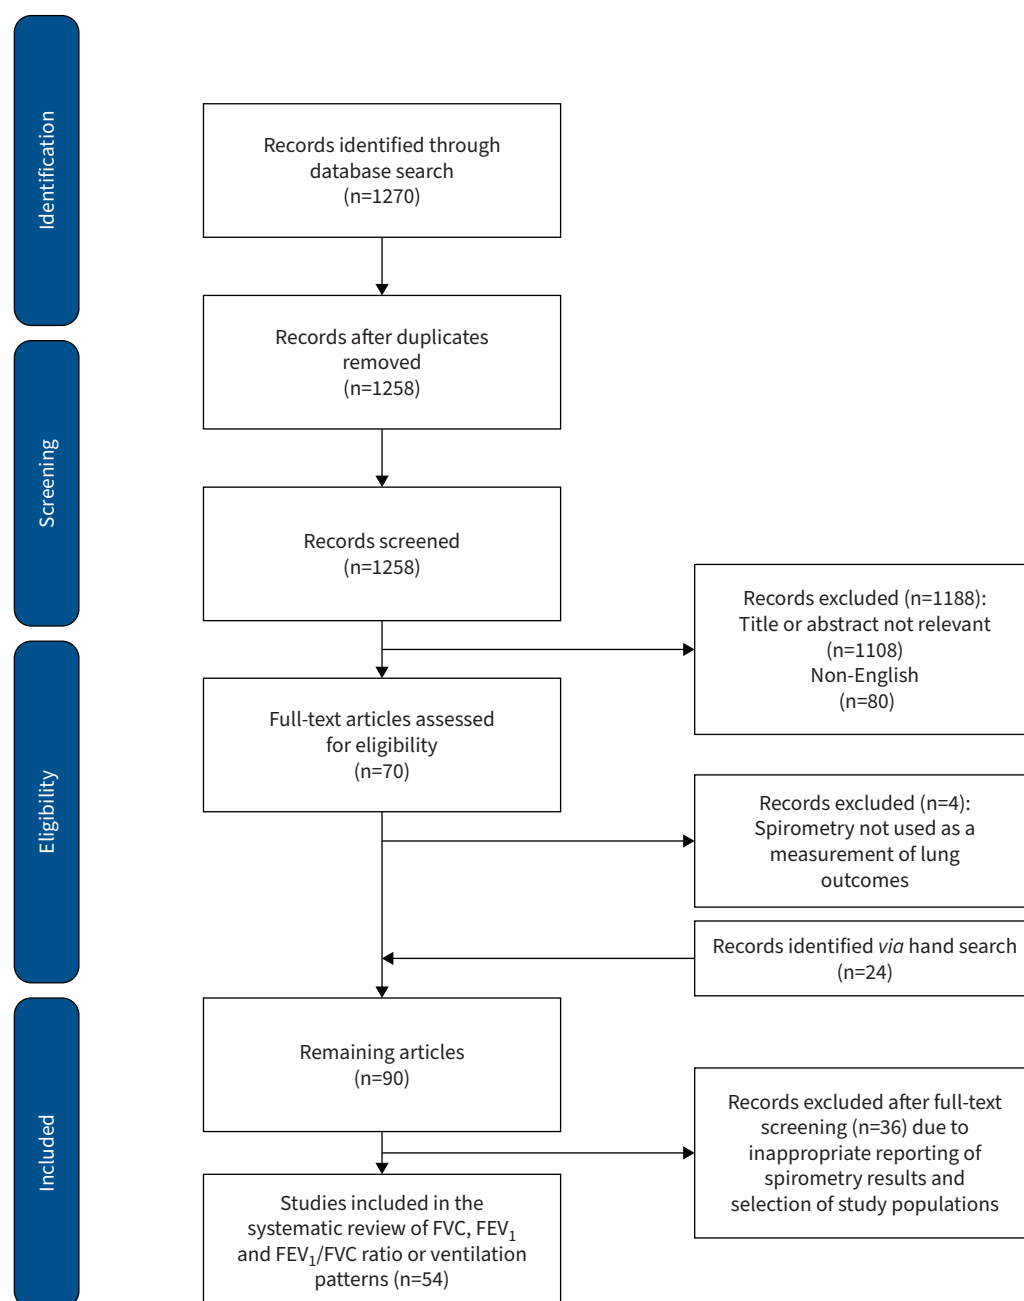 Identification
Records identified through
database search
(n=1270)
Records after duplicates
removed
(n=1258)
Screening
Records screened
(n=1258)
Records excluded (n=1188):
Title or abstract not relevant
(n=1108)
Non-English
(n=80)
Eligibility
Full-text articles assessed
for eligibility
(n=70)
Records excluded (n=4):
Spirometry not used as a
measurement of lung
outcomes
Records identified via hand search
(n=24)
Included
Remaining articles
(n=90)
Records excluded after full-text
screening (n=36) due to
inappropriate reporting of
spirometry results and
selection of study populations
Studies included in the
systematic review of FVC, FEV₁
and FEV₁/FVC ratio or ventilation
patterns (n=54)